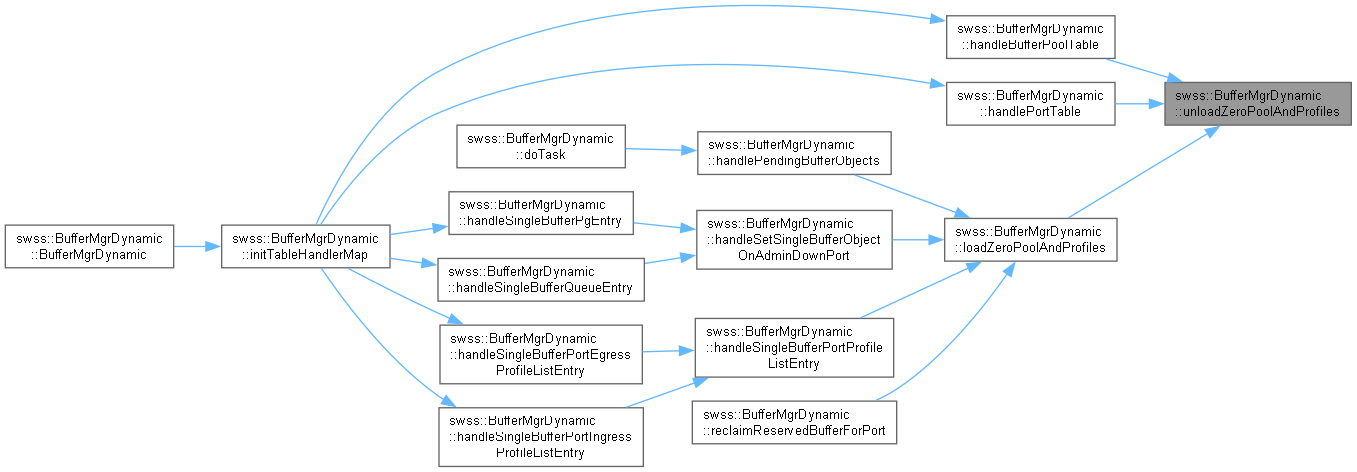 swss::BufferMgrDynamic
::handleBufferPoolTable
swss::BufferMgrDynamic
::unloadZeroPoolAndProfiles
swss::BufferMgrDynamic
::handlePortTable
swss::BufferMgrDynamic
::doTask
swss::BufferMgrDynamic
::handlePendingBufferObjects
swss::BufferMgrDynamic
::handleSingleBufferPgEntry
swss::BufferMgrDynamic
::handleSetSingleBufferObject
OnAdminDownPort
swss::BufferMgrDynamic
::loadZeroPoolAndProfiles
swss::BufferMgrDynamic
::BufferMgrDynamic
swss::BufferMgrDynamic
::initTableHandlerMap
swss::BufferMgrDynamic
::handleSingleBufferQueueEntry
swss::BufferMgrDynamic
::handleSingleBufferPortEgress
ProfileListEntry
swss::BufferMgrDynamic
::handleSingleBufferPortProfile
ListEntry
swss::BufferMgrDynamic
::handleSingleBufferPortIngress
ProfileListEntry
swss::BufferMgrDynamic
::reclaimReservedBufferForPort